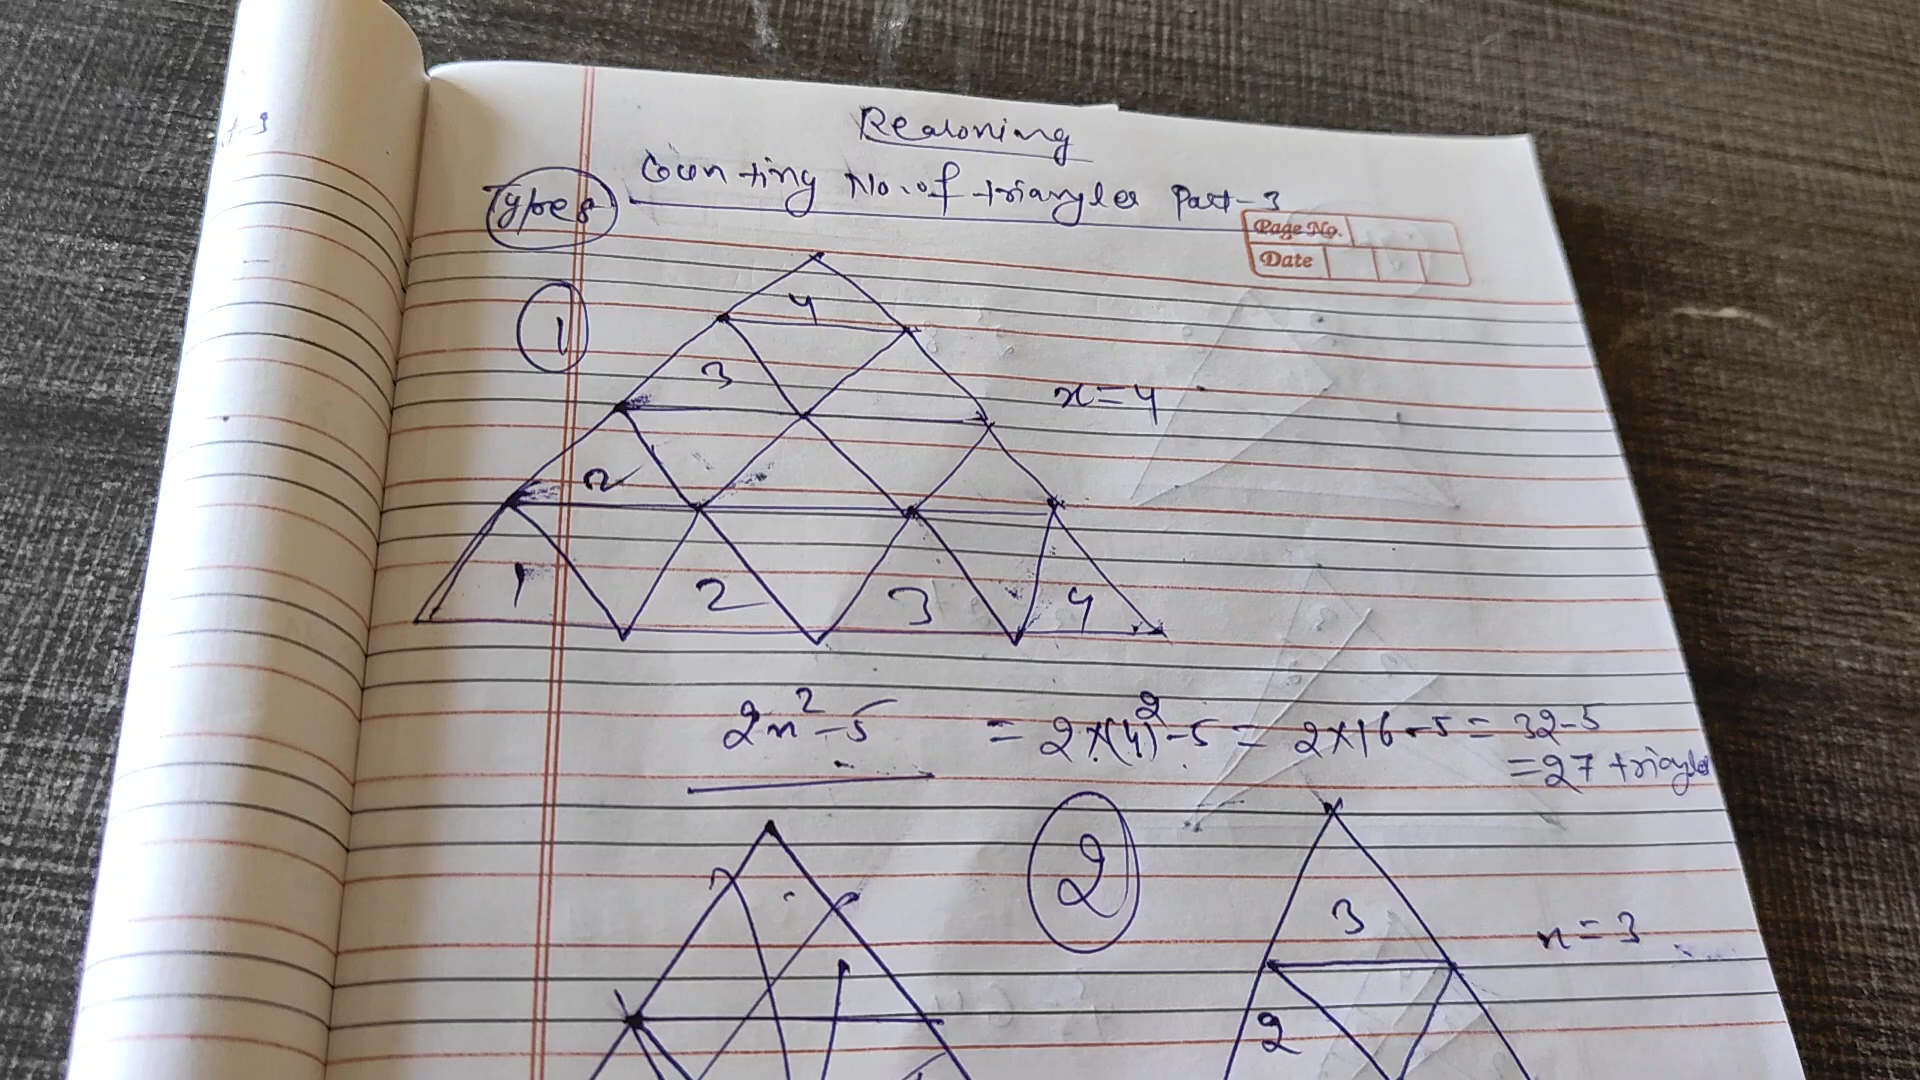 Reasoning
Types Counting No. of triangles Part-3
Page No.
Date
1
4
3
x=4
2
1 2 3 4
2n²-5 = 2×(4)²-5 = 2×16-5 = 32-5
=27 triangles
2
3
n=3
2